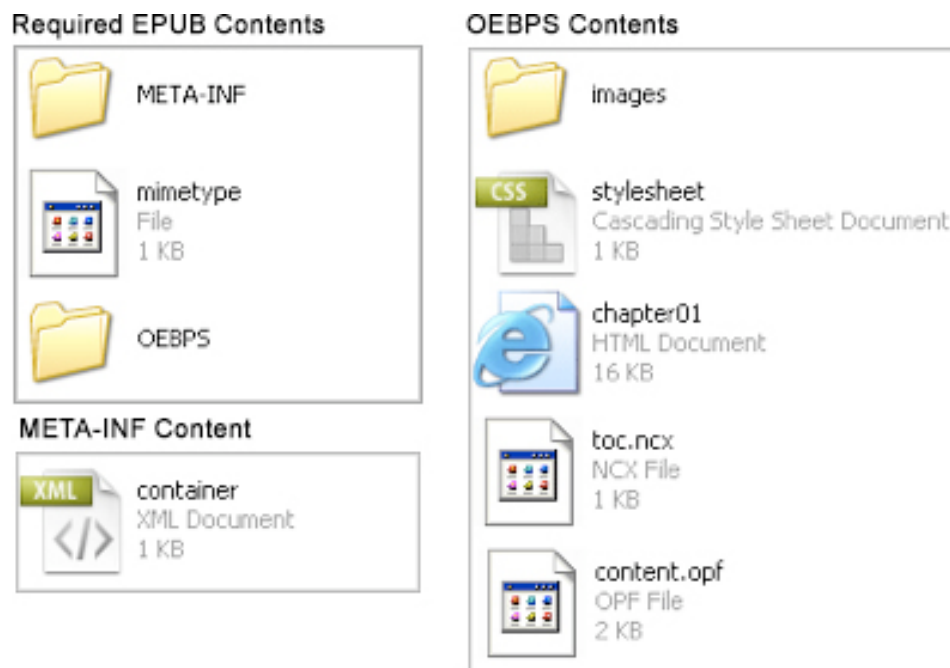 Required EPUB Contents
META-INF
mimetype
File
1 KB
OEBPS
META-INF Content
XML
container
XML Document
1 KB
OEBPS Contents
images
CSS
stylesheet
Cascading Style Sheet Document
1 KB
chapter01
HTML Document
16 KB
toc.ncx
NCX File
1 KB
content.opf
OPF File
2 KB